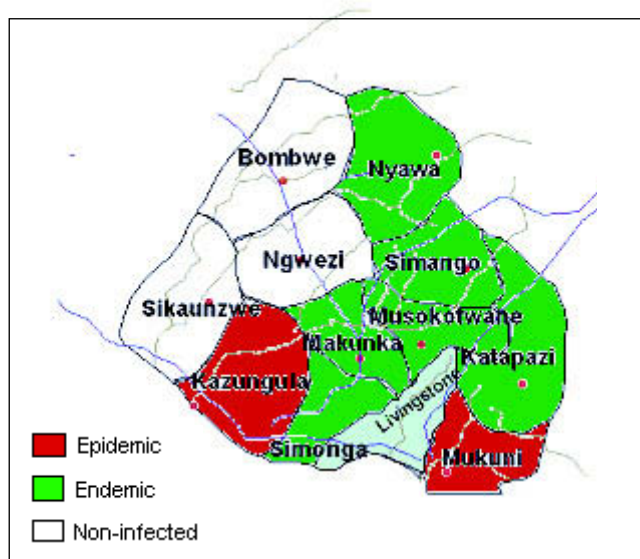 Bombwe
Nyawa
Ngwezi
Simango
Sikaunzwe
Musokotwane
Makunka
Katapazi
Kazungula
Livingstone
Simonga
Mukuni
Epidemic
Endemic
Non-infected